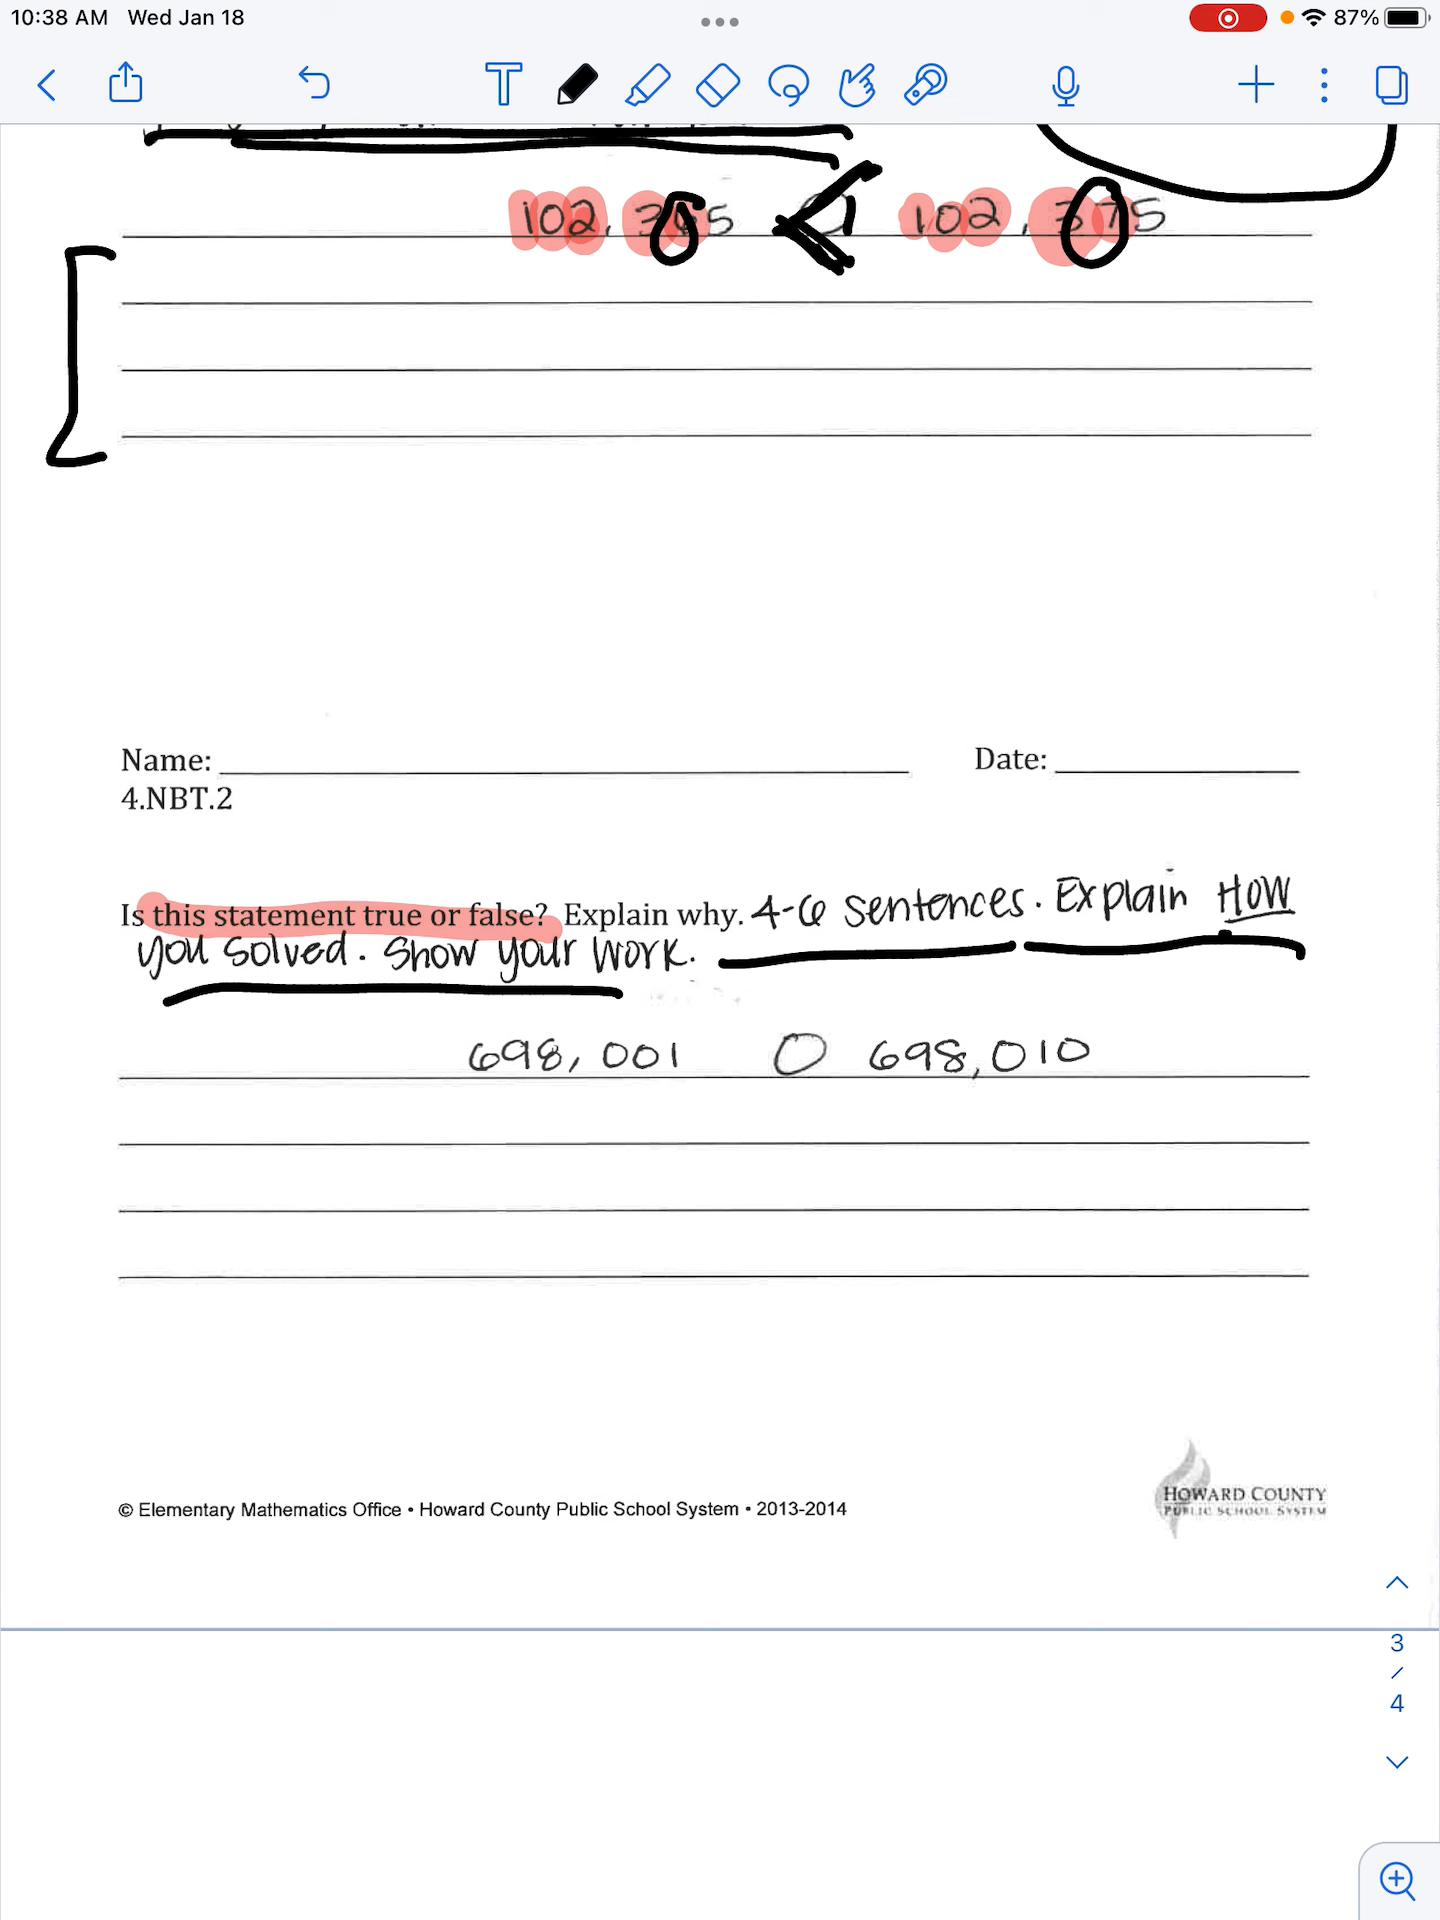 10:38 AM Wed Jan 18
87%
T
102, 5 < 102, 375
Name: Date:
4.NBT.2
Is this statement true or false? Explain why. 4-6 sentences. Explain HOW
you solved. Show your work.
698,001 O 698,010
© Elementary Mathematics Office • Howard County Public School System • 2013-2014
HOWARD COUNTY
PUBLIC SCHOOL SYSTEM
3
/
4